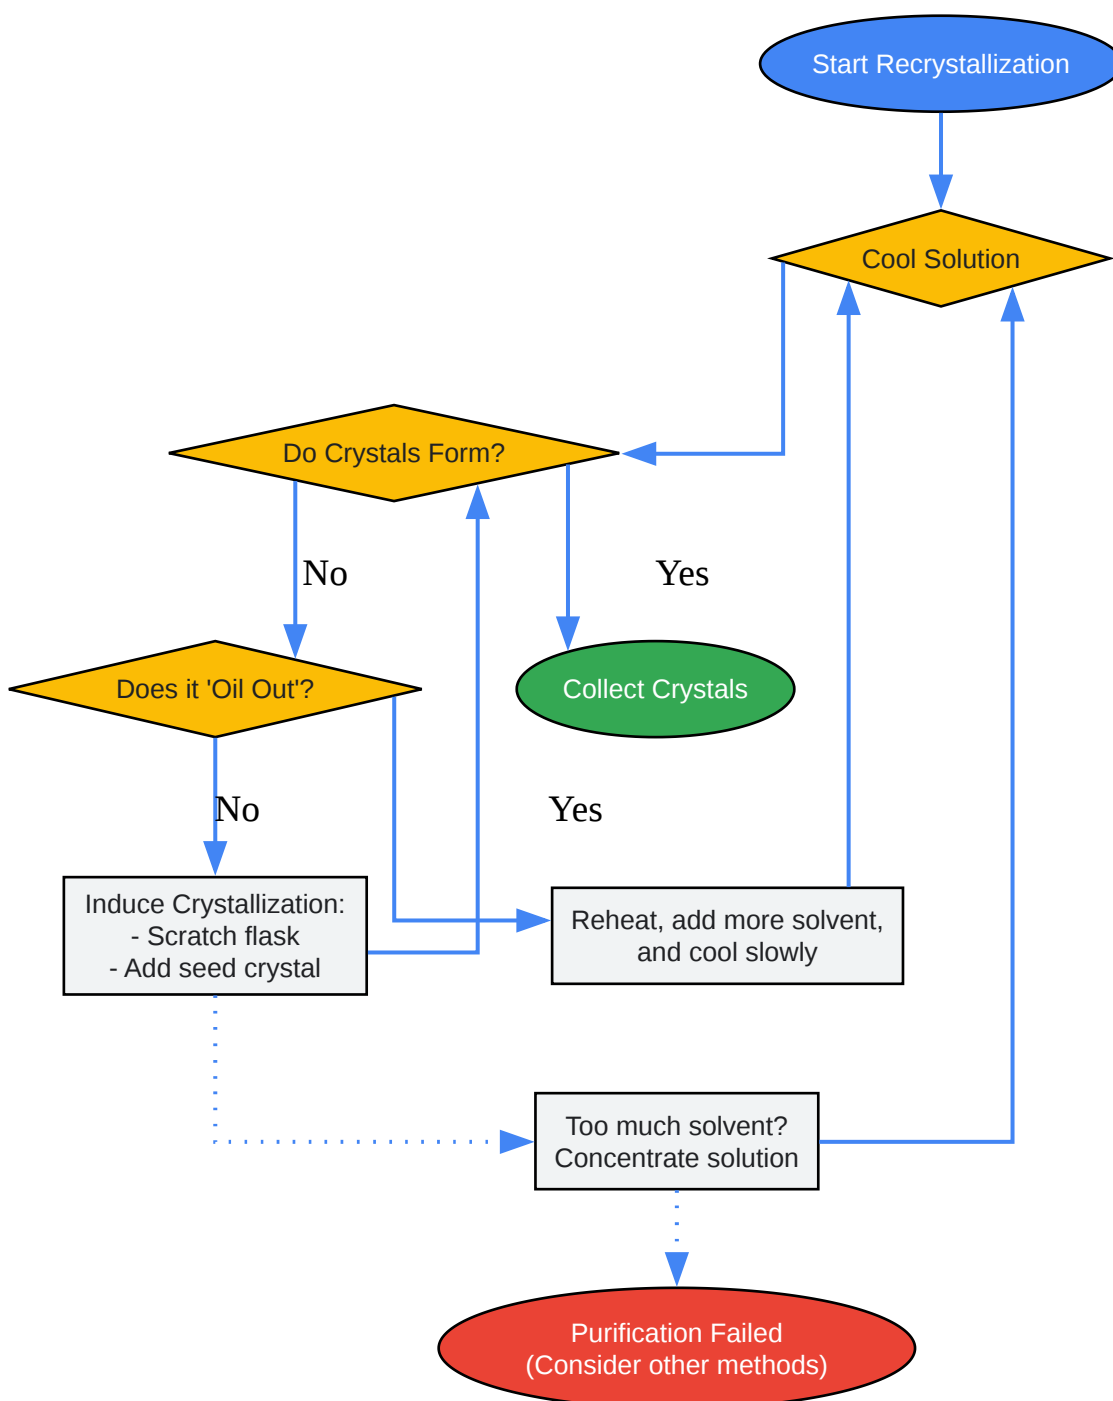 Start Recrystallization
Cool Solution
Do Crystals Form?
No
Yes
Does it 'Oil Out'?
Collect Crystals
No
Yes
Induce Crystallization:
- Scratch flask
- Add seed crystal
Reheat, add more solvent,
and cool slowly
Too much solvent?
Concentrate solution
Purification Failed
(Consider other methods)